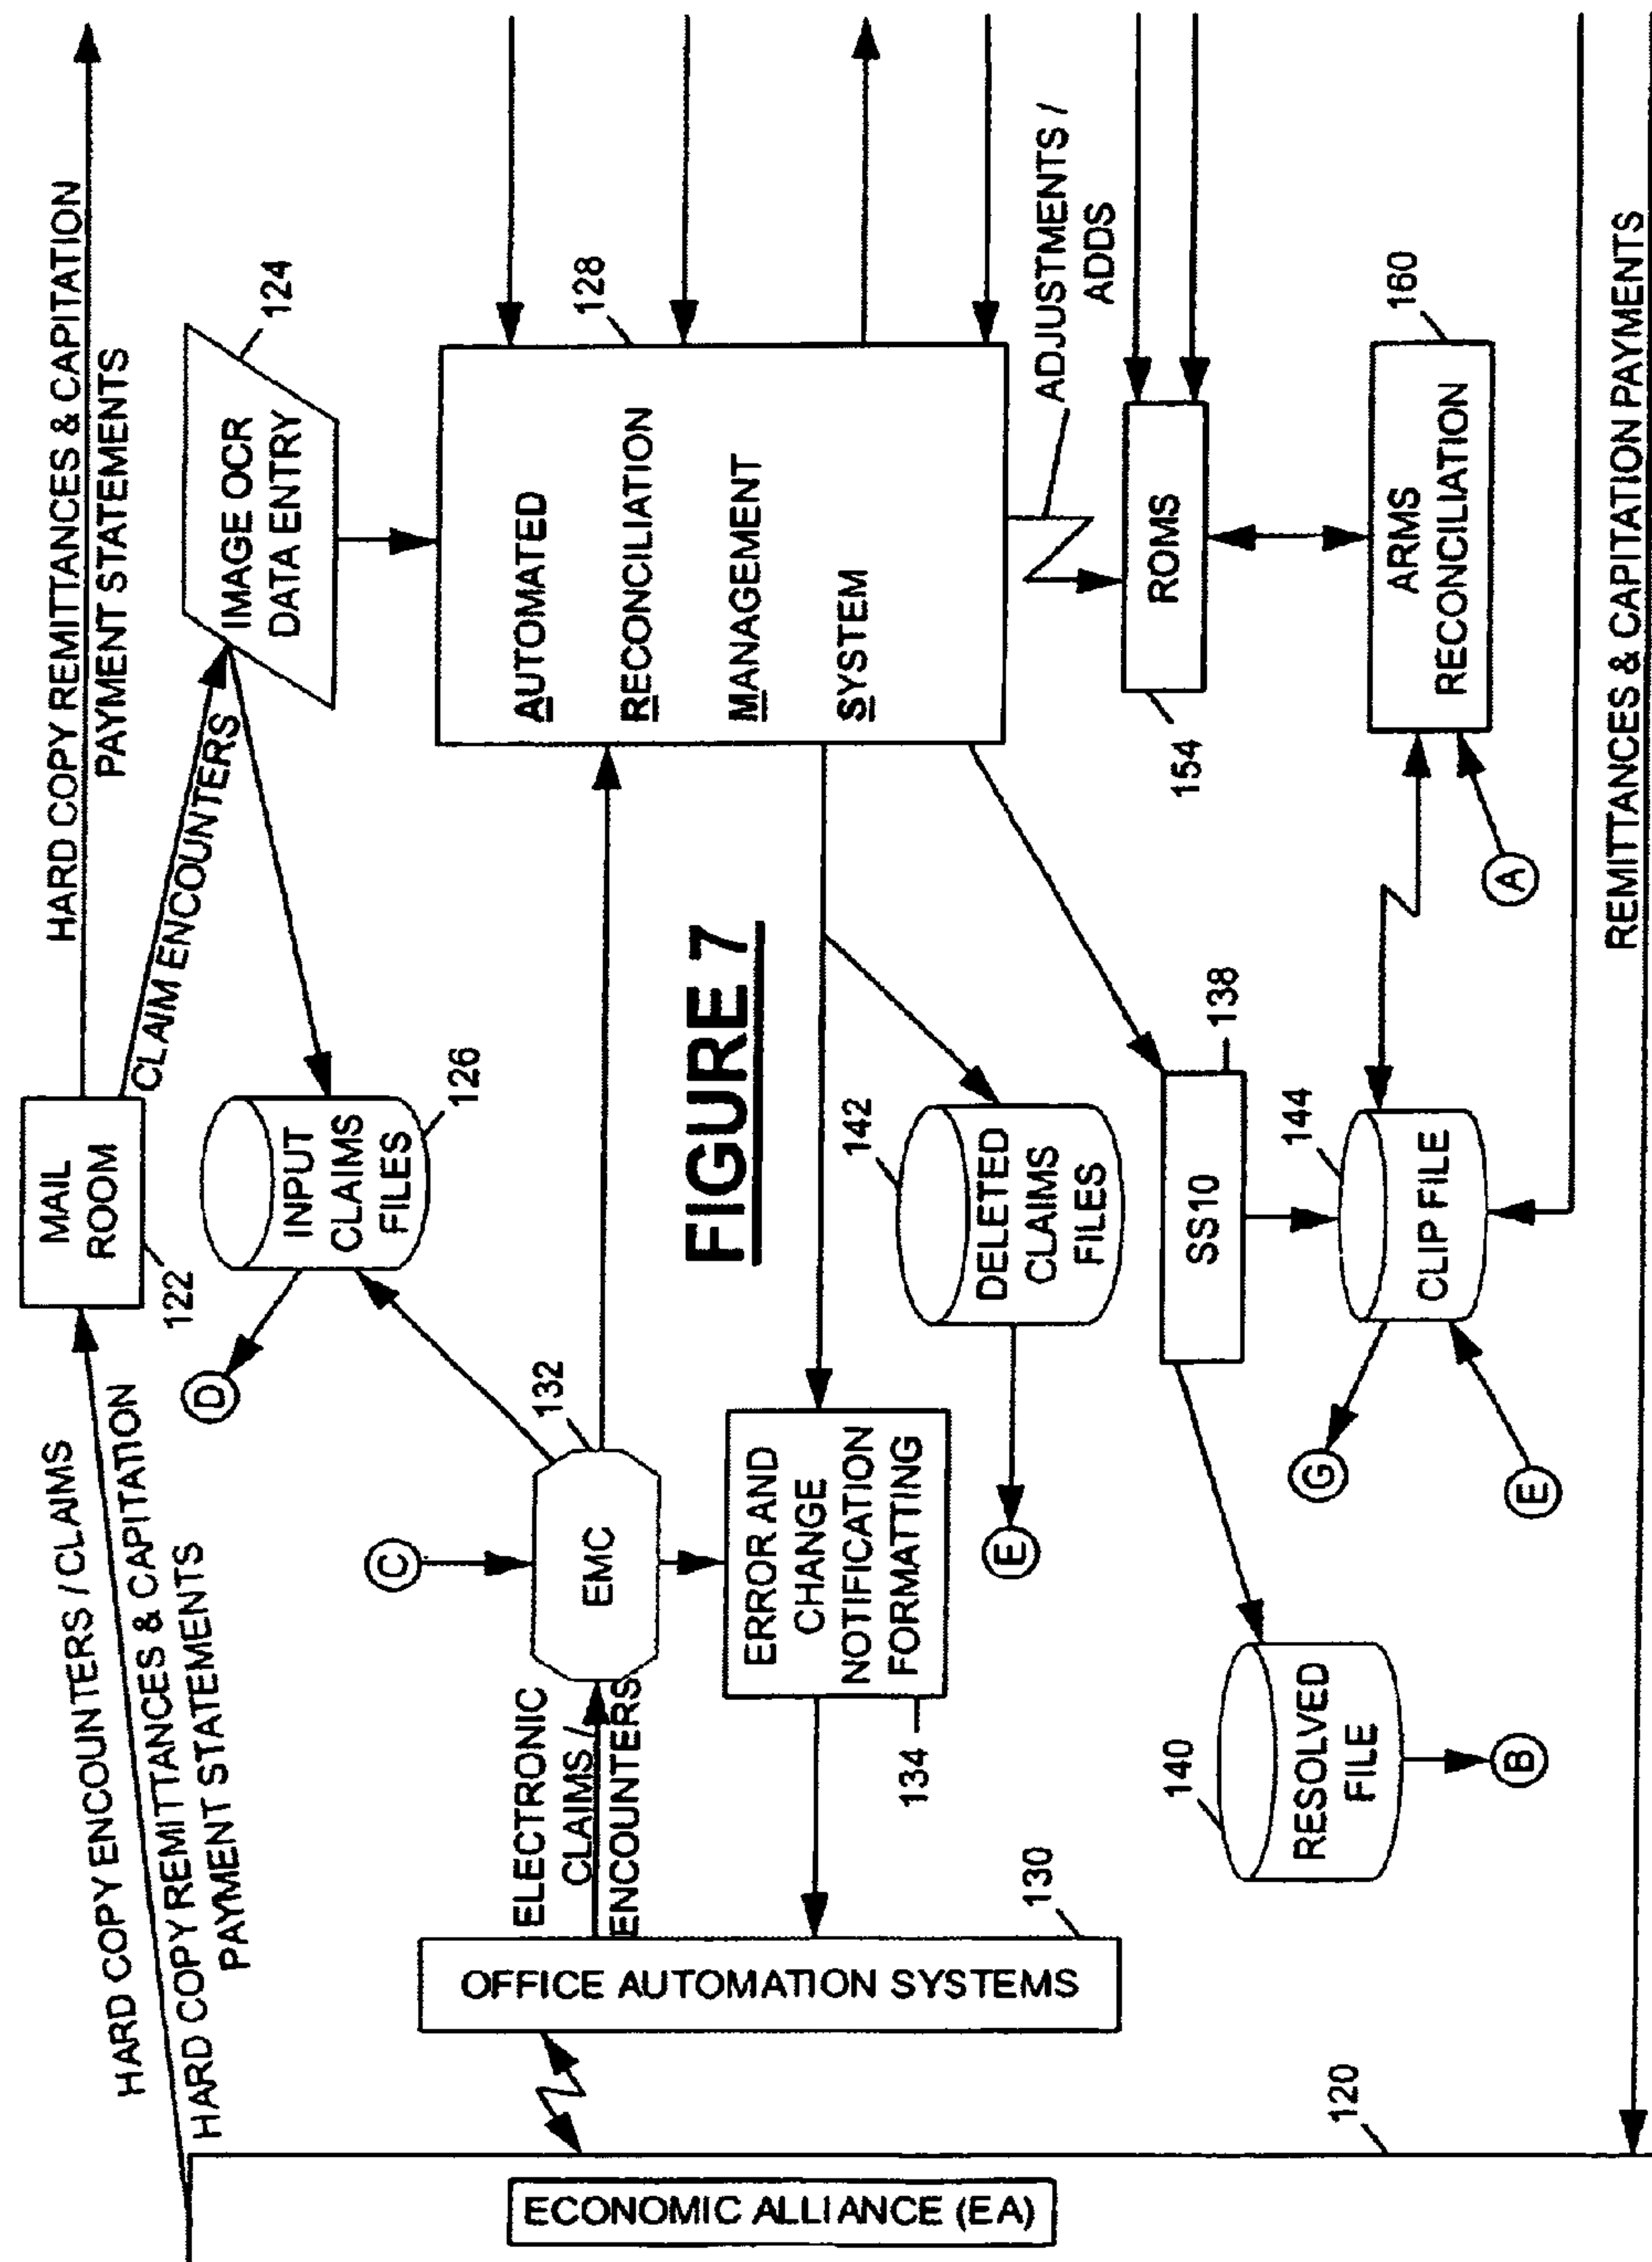 HARD COPY ENCOUNTERS / CLAIMS
HARD COPY REMITTANCES & CAPITATION
PAYMENT STATEMENTS
MAIL
ROOM
122
HARD COPY REMITTANCES & CAPITATION
PAYMENT STATEMENTS
CLAIM ENCOUNTERS
IMAGE OCR
DATA ENTRY
124
D
INPUT
CLAIMS
FILES
126
C
ELECTRONIC
CLAIMS /
ENCOUNTERS
EMC
132
AUTOMATED
RECONCILIATION
MANAGEMENT
SYSTEM
128
FIGURE 7
OFFICE AUTOMATION SYSTEMS
130
ERROR AND
CHANGE
NOTIFICATION
FORMATTING
134
DELETED
CLAIMS
FILES
142
E
ADJUSTMENTS /
ADDS
ROMS
154
SS10
138
RESOLVED
FILE
140
B
CLIP FILE
144
G
E
ARMS
RECONCILIATION
160
A
ECONOMIC ALLIANCE (EA)
120
REMITTANCES & CAPITATION PAYMENTS